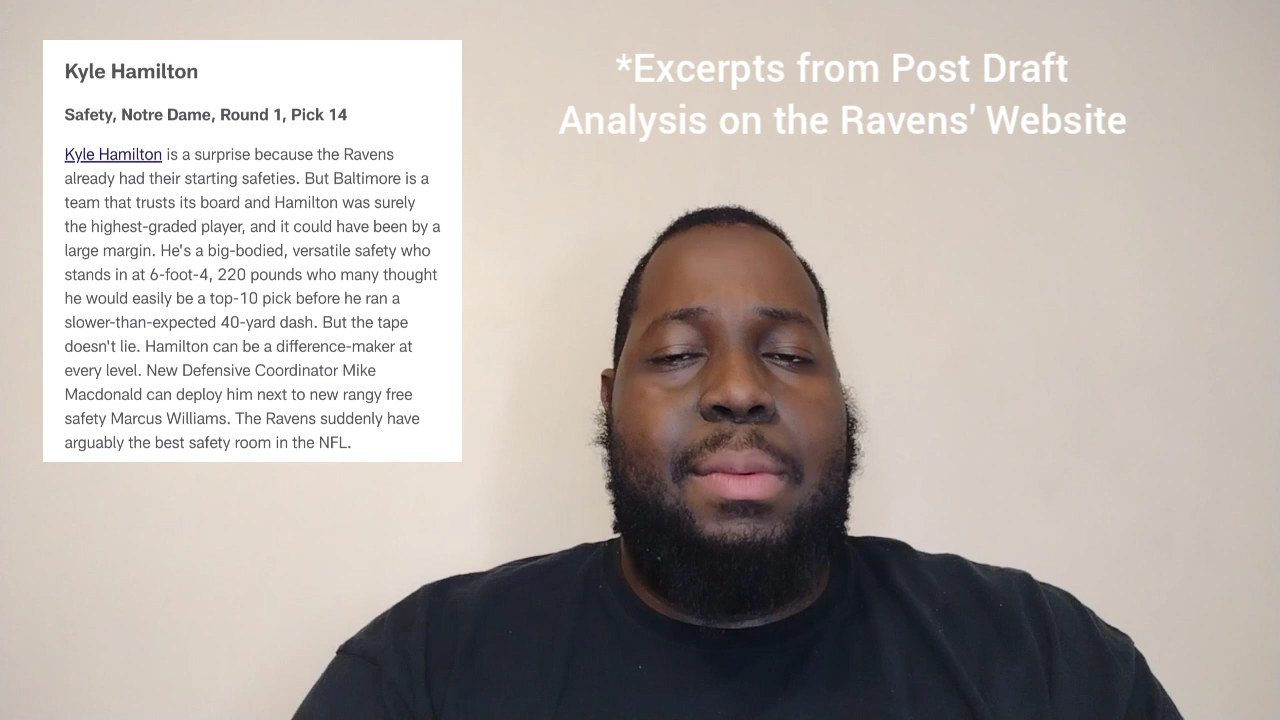 Kyle Hamilton
Safety, Notre Dame, Round 1, Pick 14
Kyle Hamilton is a surprise because the Ravens
already had their starting safeties. But Baltimore is a
team that trusts its board and Hamilton was surely
the highest-graded player, and it could have been by a
large margin. He's a big-bodied, versatile safety who
stands in at 6-foot-4, 220 pounds who many thought
he would easily be a top-10 pick before he ran a
slower-than-expected 40-yard dash. But the tape
doesn't lie. Hamilton can be a difference-maker at
every level. New Defensive Coordinator Mike
Macdonald can deploy him next to new rangy free
safety Marcus Williams. The Ravens suddenly have
arguably the best safety room in the NFL.
*Excerpts from Post Draft
Analysis on the Ravens' Website